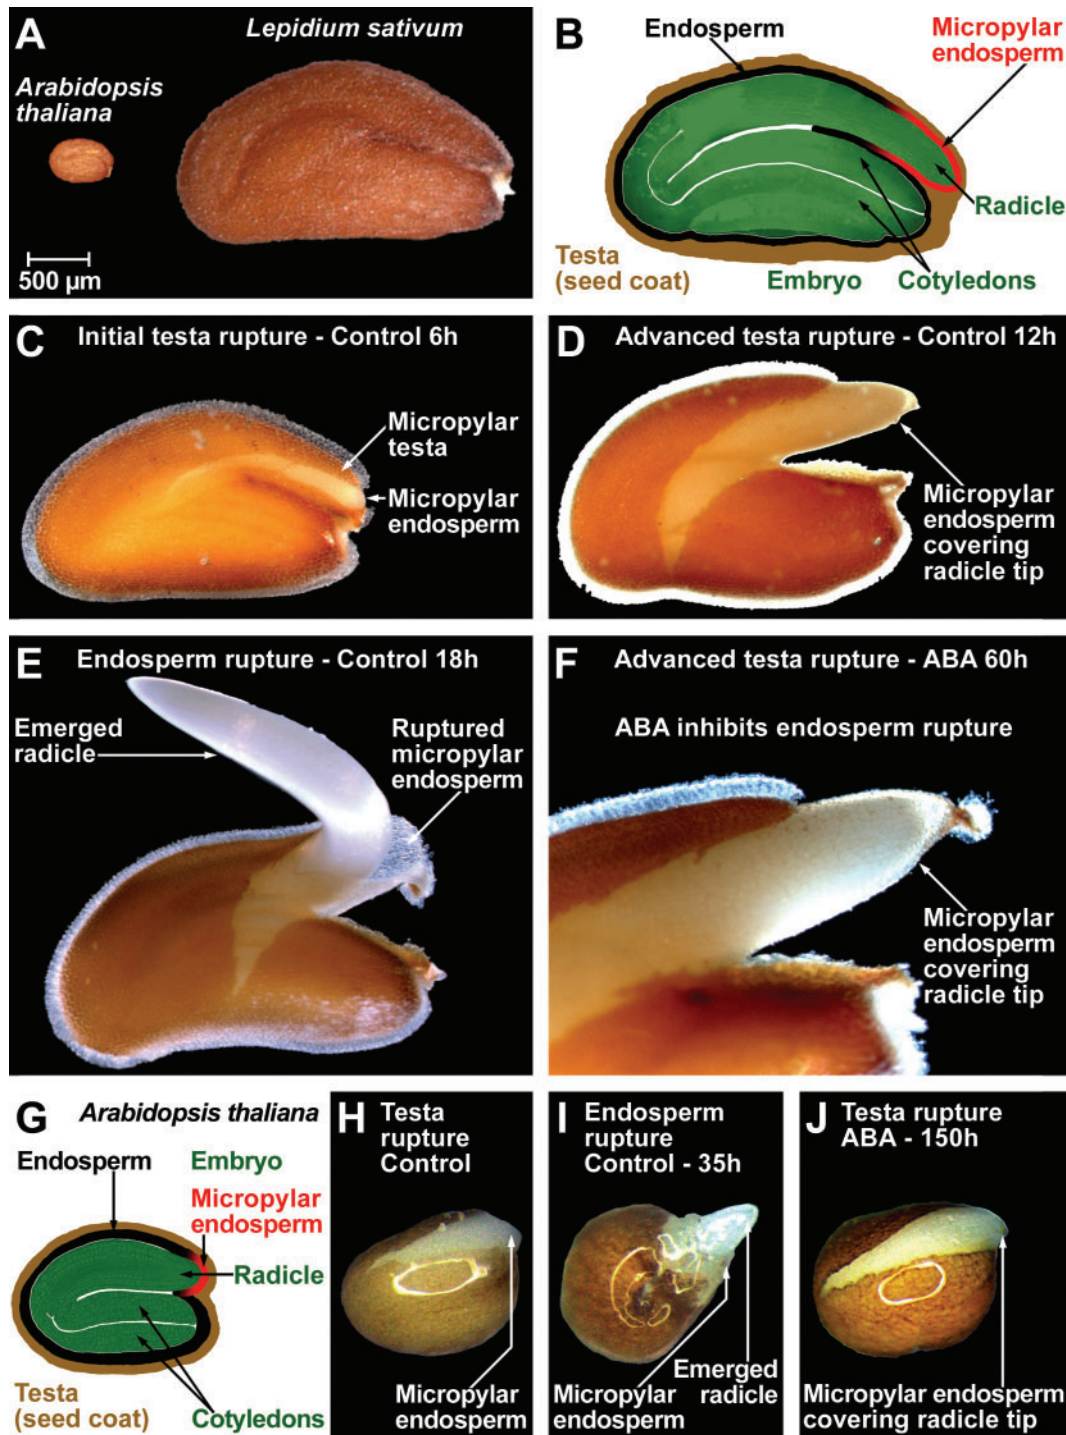 A
Lepidium sativum
Arabidopsis
thaliana
500 µm
B
Endosperm
Micropylar
endosperm
Radicle
Testa
(seed coat)
Embryo
Cotyledons
C
Initial testa rupture - Control 6h
Micropylar
testa
Micropylar
endosperm
D
Advanced testa rupture - Control 12h
Micropylar
endosperm
covering
radicle tip
E
Endosperm rupture - Control 18h
Emerged
radicle
Ruptured
micropylar
endosperm
F
Advanced testa rupture - ABA 60h
ABA inhibits endosperm rupture
Micropylar
endosperm
covering
radicle tip
G
Arabidopsis thaliana
Endosperm
Embryo
Micropylar
endosperm
Radicle
Testa
(seed coat)
Cotyledons
H
Testa
rupture
Control
Micropylar
endosperm
I
Endosperm
rupture
Control - 35h
Emerged
radicle
Micropylar
endosperm
J
Testa rupture
ABA - 150h
Micropylar endosperm
covering radicle tip